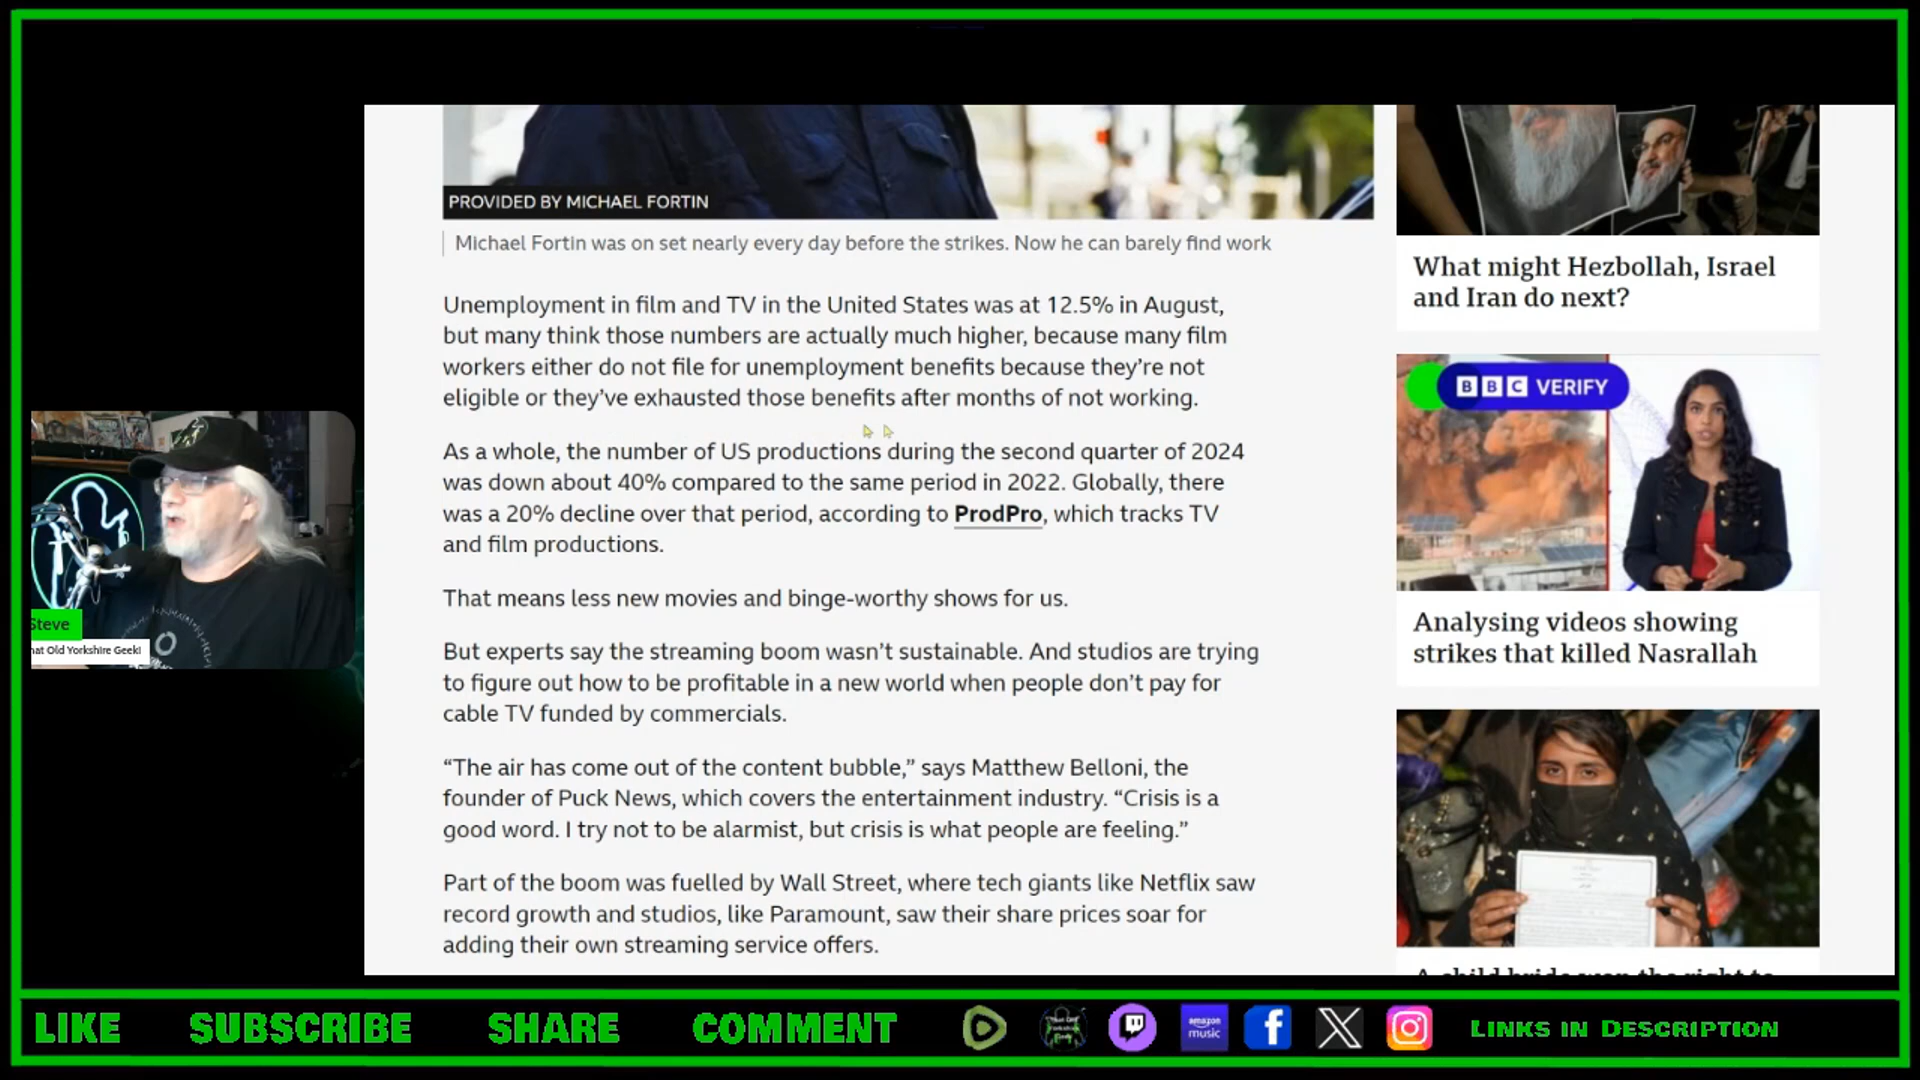 PROVIDED BY MICHAEL FORTIN
Michael Fortin was on set nearly every day before the strikes. Now he can barely find work
Unemployment in film and TV in the United States was at 12.5% in August,
but many think those numbers are actually much higher, because many film
workers either do not file for unemployment benefits because they're not
eligible or they've exhausted those benefits after months of not working.
As a whole, the number of US productions during the second quarter of 2024
was down about 40% compared to the same period in 2022. Globally, there
was a 20% decline over that period, according to ProdPro, which tracks TV
and film productions.
That means less new movies and binge-worthy shows for us.
But experts say the streaming boom wasn't sustainable. And studios are trying
to figure out how to be profitable in a new world when people don't pay for
cable TV funded by commercials.
“The air has come out of the content bubble,” says Matthew Belloni, the
founder of Puck News, which covers the entertainment industry. “Crisis is a
good word. I try not to be alarmist, but crisis is what people are feeling.”
Part of the boom was fuelled by Wall Street, where tech giants like Netflix saw
record growth and studios, like Paramount, saw their share prices soar for
adding their own streaming service offers.
What might Hezbollah, Israel
and Iran do next?
BBC VERIFY
Analysing videos showing
strikes that killed Nasrallah
A child bride won the right to
Steve
hat Old Yorkshire Geek!
LIKE SUBSCRIBE SHARE COMMENT
amazon
music
LINKS IN DESCRIPTION